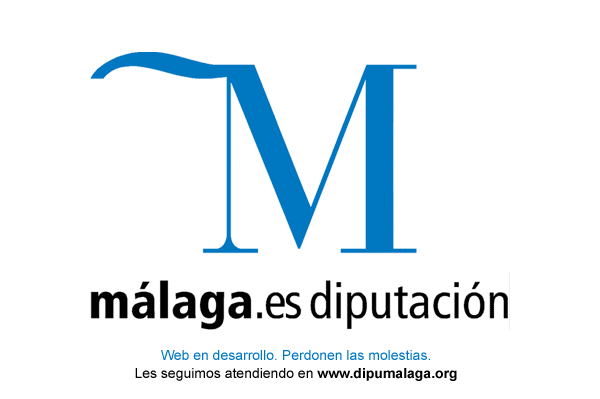 M
málaga.es diputación
Web en desarrollo. Perdonen las molestias.
Les seguimos atendiendo en www.dipumalaga.org